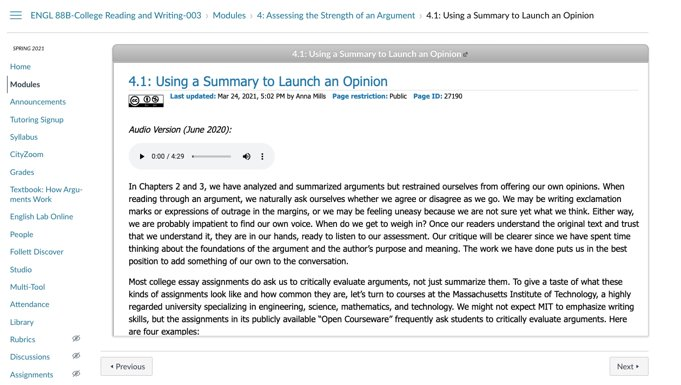 ENGL 88B-College Reading and Writing-003 › Modules › 4: Assessing the Strength of an Argument › 4.1: Using a Summary to Launch an Opinion
SPRING 2021
Home
Modules
Announcements
Tutoring Signup
Syllabus
CityZoom
Grades
Textbook: How Argu-
ments Work
English Lab Online
People
Follett Discover
Studio
Multi-Tool
Attendance
Library
Rubrics
Discussions
Assignments
4.1: Using a Summary to Launch an Opinion
4.1: Using a Summary to Launch an Opinion
Last updated: Mar 24, 2021, 5:02 PM by Anna Mills Page restriction: Public Page ID: 27190
Audio Version (June 2020):
0:00 / 4:29
In Chapters 2 and 3, we have analyzed and summarized arguments but restrained ourselves from offering our own opinions. When
reading through an argument, we naturally ask ourselves whether we agree or disagree as we go. We may be writing exclamation
marks or expressions of outrage in the margins, or we may be feeling uneasy because we are not sure yet what we think. Either way,
we are probably impatient to find our own voice. When do we get to weigh in? Once our readers understand the original text and trust
that we understand it, they are in our hands, ready to listen to our assessment. Our critique will be clearer since we have spent time
thinking about the foundations of the argument and the author's purpose and meaning. The work we have done puts us in the best
position to add something of our own to the conversation.
Most college essay assignments do ask us to critically evaluate arguments, not just summarize them. To give a taste of what these
kinds of assignments look like and how common they are, let's turn to courses at the Massachusetts Institute of Technology, a highly
regarded university specializing in engineering, science, mathematics, and technology. We might not expect MIT to emphasize writing
skills, but the assignments in its publicly available "Open Courseware" frequently ask students to critically evaluate arguments. Here
are four examples:
Previous
Next